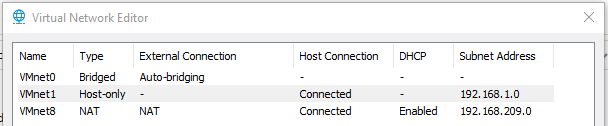 Virtual Network Editor
Name Type External Connection Host Connection DHCP Subnet Address
VMnet0 Bridged Auto-bridging - - -
VMnet1 Host-only - Connected - 192.168.1.0
VMnet8 NAT NAT Connected Enabled 192.168.209.0